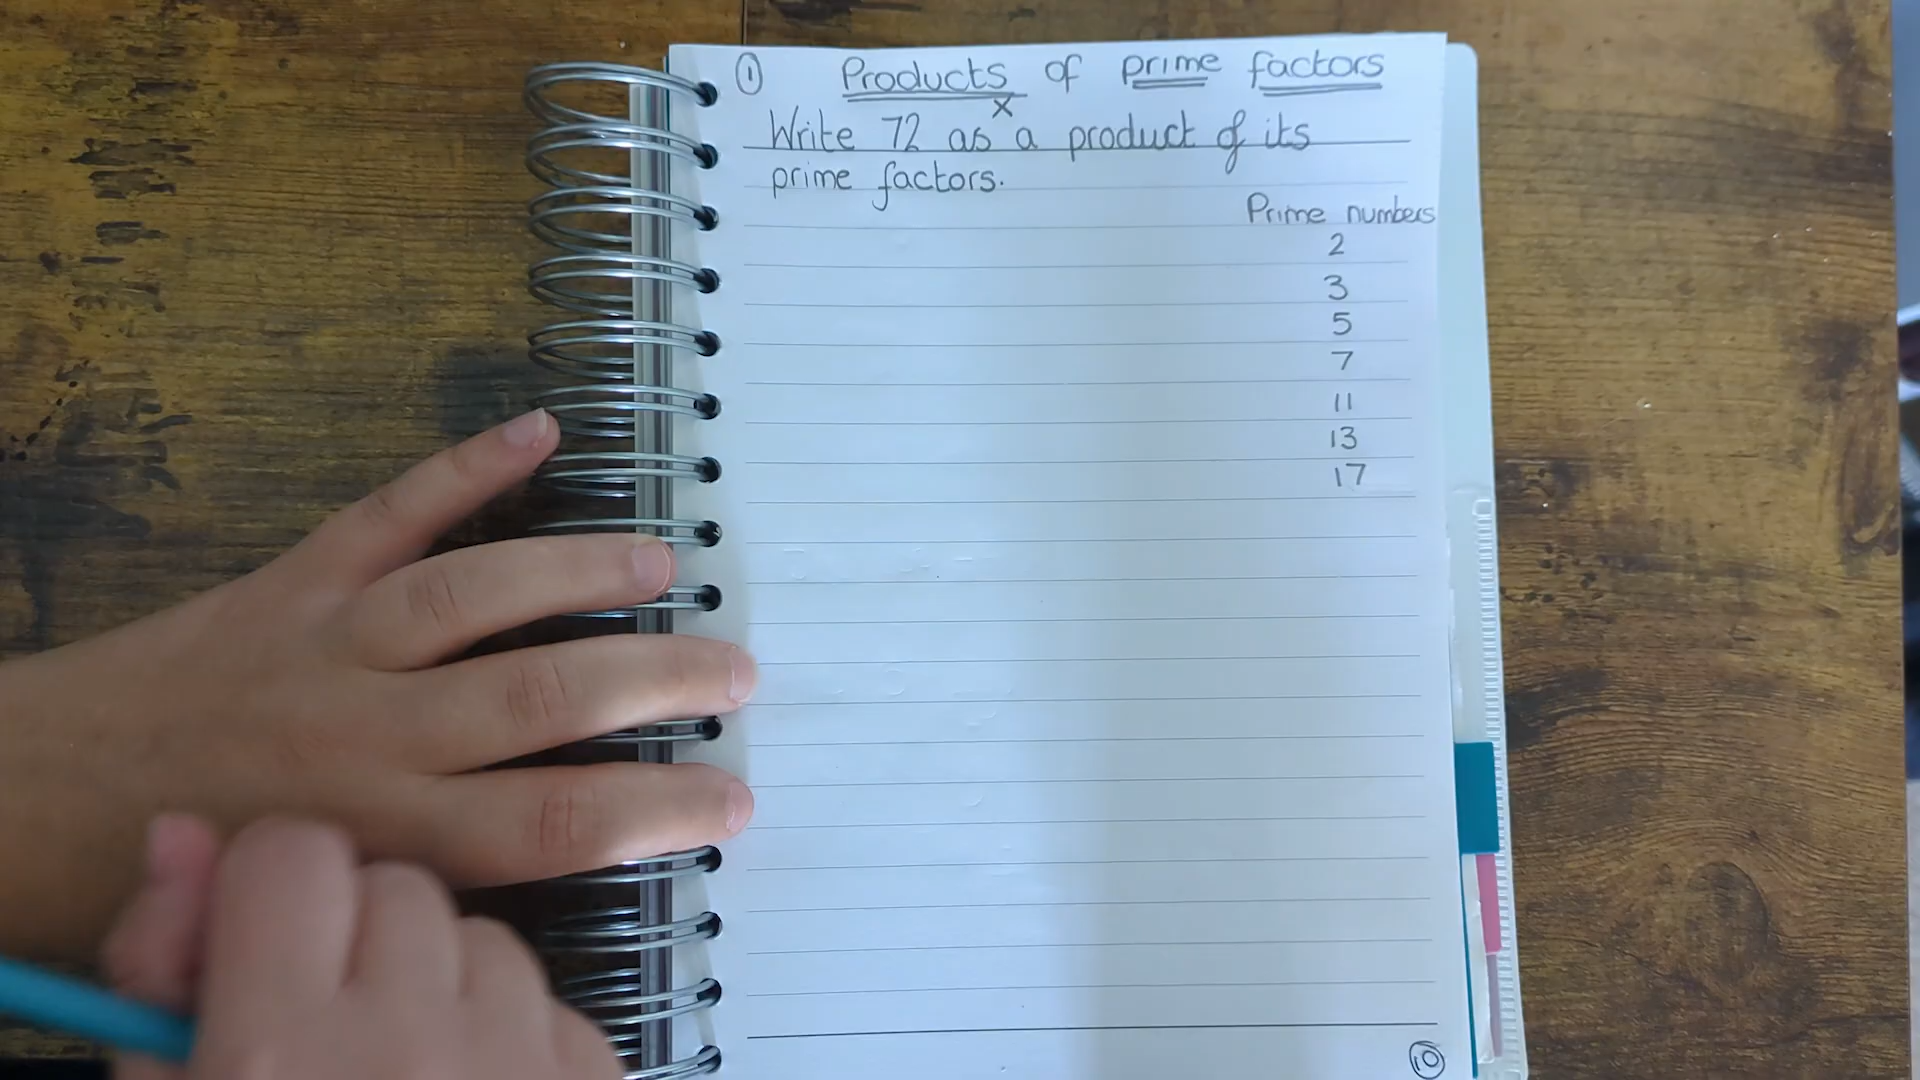 ① Products of prime factors
x
Write 72 as a product of its
prime factors.
Prime numbers
2
3
5
7
11
13
17
10